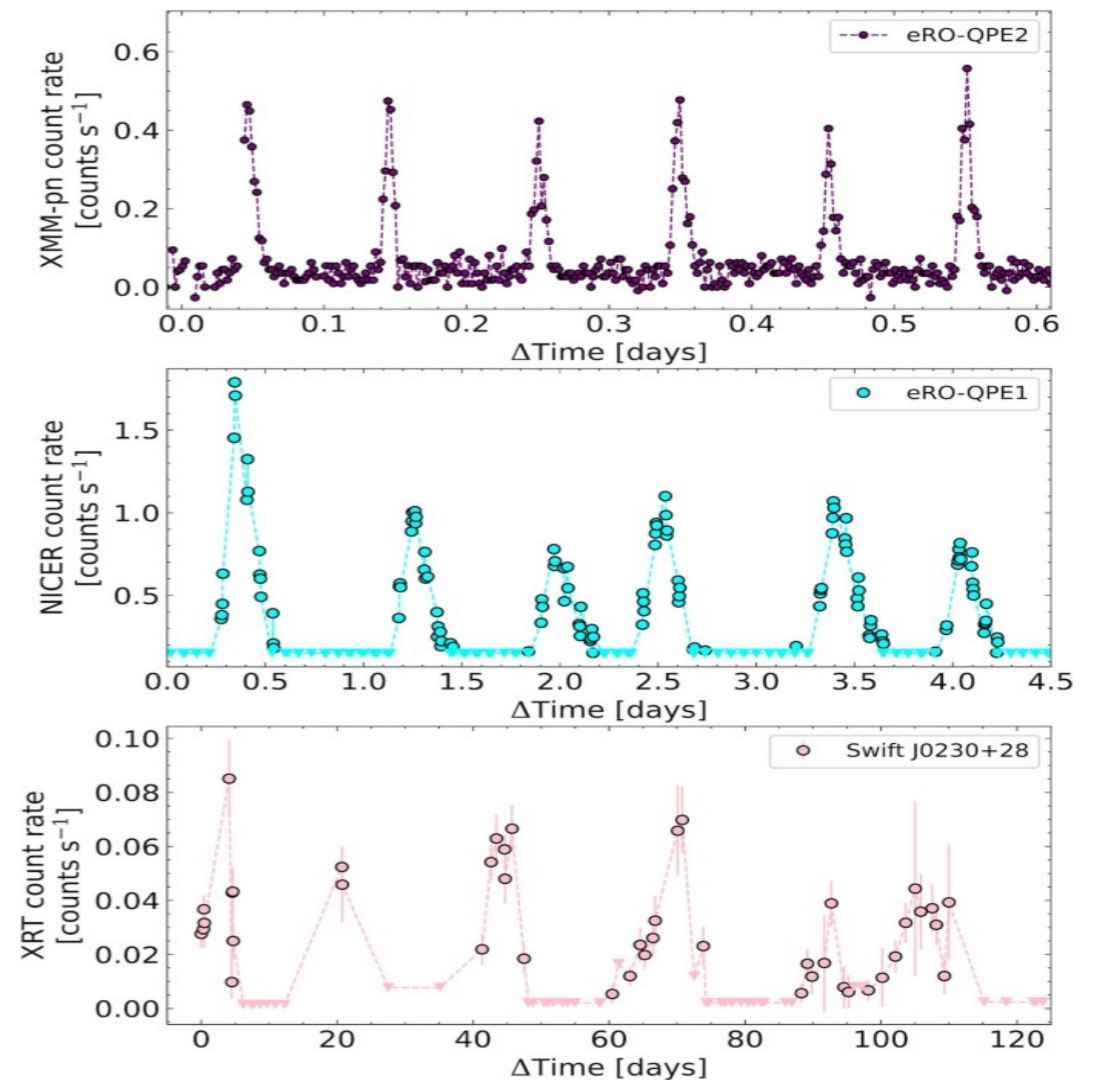 eRO-QPE2
XMM-pn count rate
[counts s⁻¹]
0.6
0.4
0.2
0.0
0.0 0.1 0.2 0.3 0.4 0.5 0.6
ΔTime [days]
eRO-QPE1
NICER count rate
[counts s⁻¹]
1.5
1.0
0.5
0.0 0.5 1.0 1.5 2.0 2.5 3.0 3.5 4.0 4.5
ΔTime [days]
Swift J0230+28
XRT count rate
[counts s⁻¹]
0.10
0.08
0.06
0.04
0.02
0.00
0 20 40 60 80 100 120
ΔTime [days]